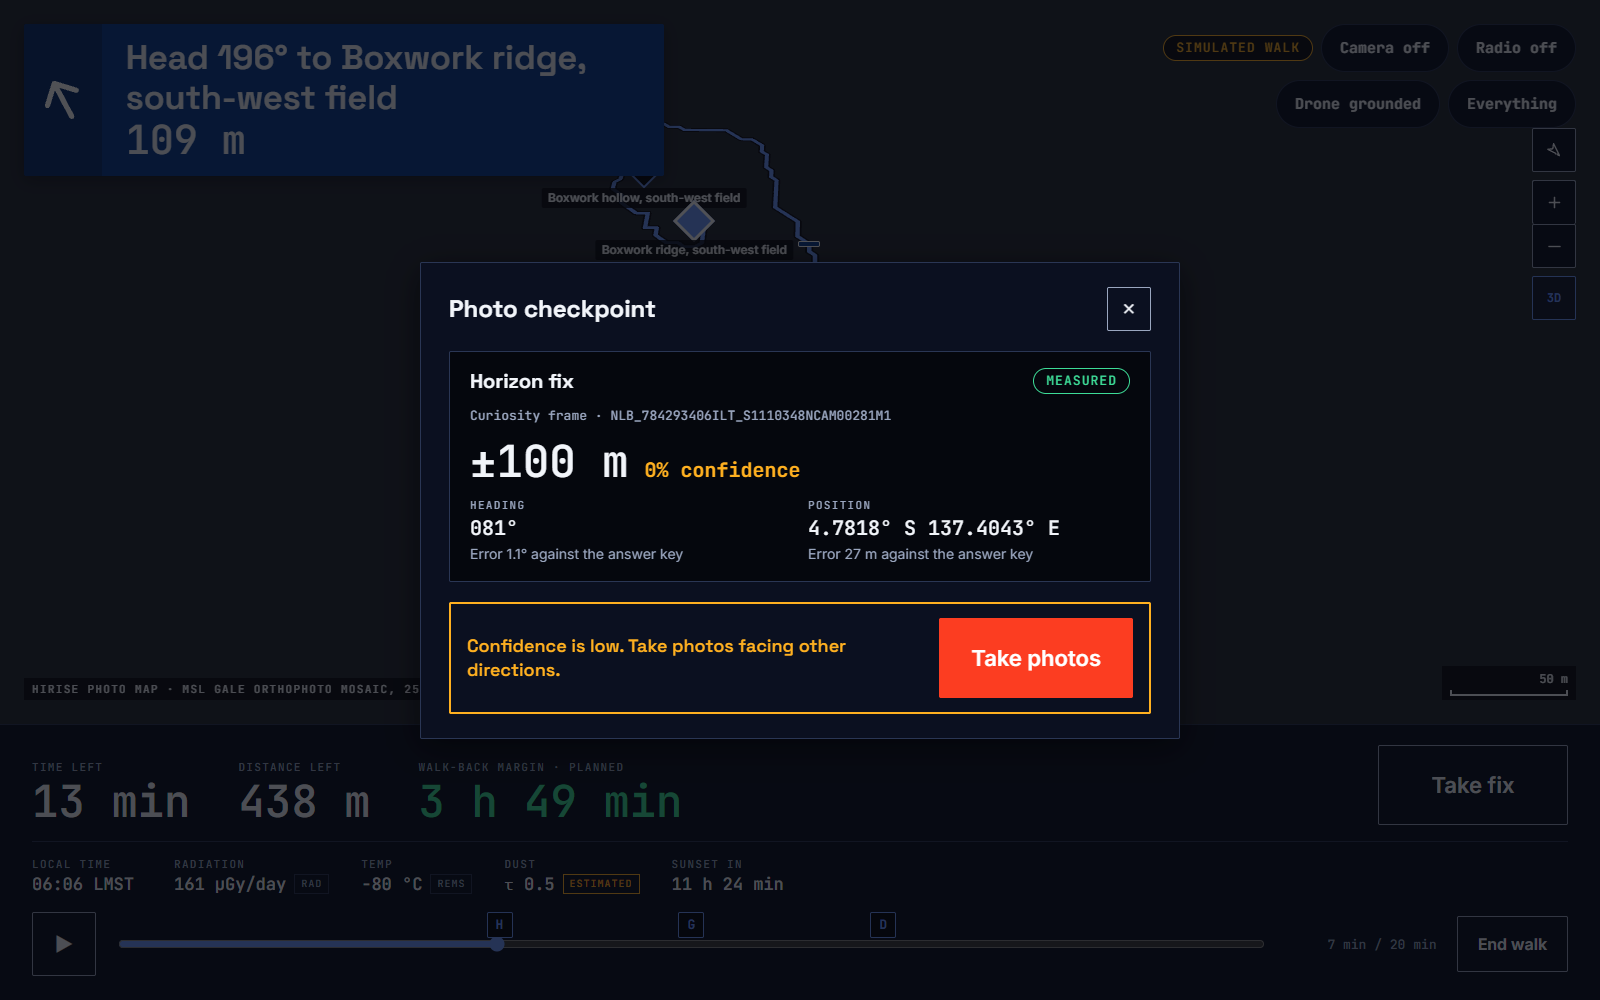 Head 196° to Boxwork ridge,
south-west field
109 m
SIMULATED WALK
Camera off
Radio off
Drone grounded
Everything
Boxwork hollow, south-west field
Boxwork ridge, south-west field
+
−
3D
Photo checkpoint
×
Horizon fix
MEASURED
Curiosity frame · NLB_784293406ILT_S1110348NCAM00281M1
±100 m 0% confidence
HEADING
081°
Error 1.1° against the answer key
POSITION
4.7818° S 137.4043° E
Error 27 m against the answer key
Confidence is low. Take photos facing other
directions.
Take photos
HIRISE PHOTO MAP · MSL GALE ORTHOPHOTO MOSAIC, 25
50 m
TIME LEFT
13 min
DISTANCE LEFT
438 m
WALK-BACK MARGIN · PLANNED
3 h 49 min
Take fix
LOCAL TIME
06:06 LMST
RADIATION
161 µGy/day RAD
TEMP
-80 °C REMS
DUST
τ 0.5 ESTIMATED
SUNSET IN
11 h 24 min
H
G
D
7 min / 20 min
End walk